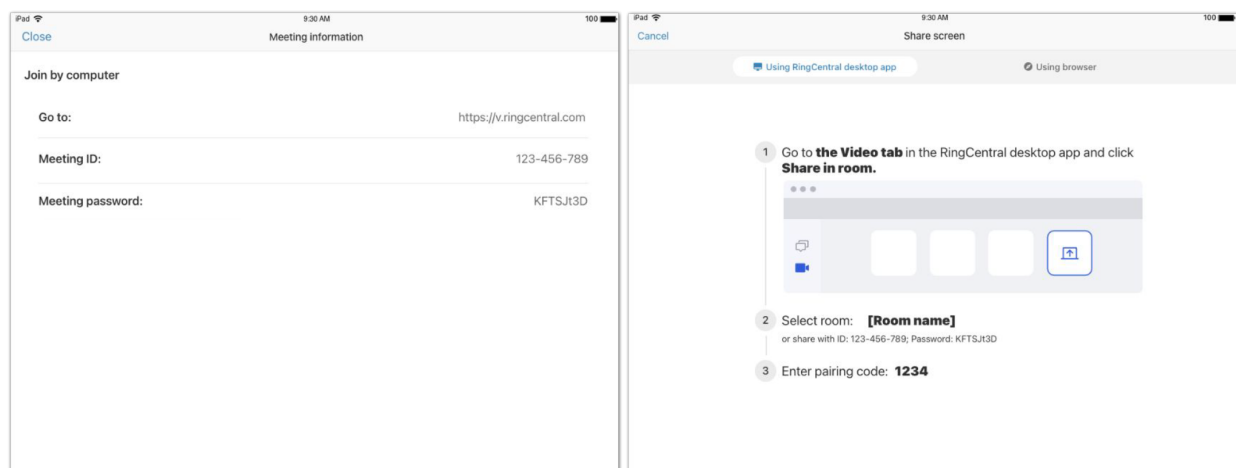 iPad 9:30 AM 100
Close Meeting information
Join by computer
Go to: https://v.ringcentral.com
Meeting ID: 123-456-789
Meeting password: KFTSJt3D
iPad 9:30 AM 100
Cancel Share screen
Using RingCentral desktop app Using browser
1 Go to the Video tab in the RingCentral desktop app and click
Share in room.
2 Select room: [Room name]
or share with ID: 123-456-789; Password: KFTSJt3D
3 Enter pairing code: 1234